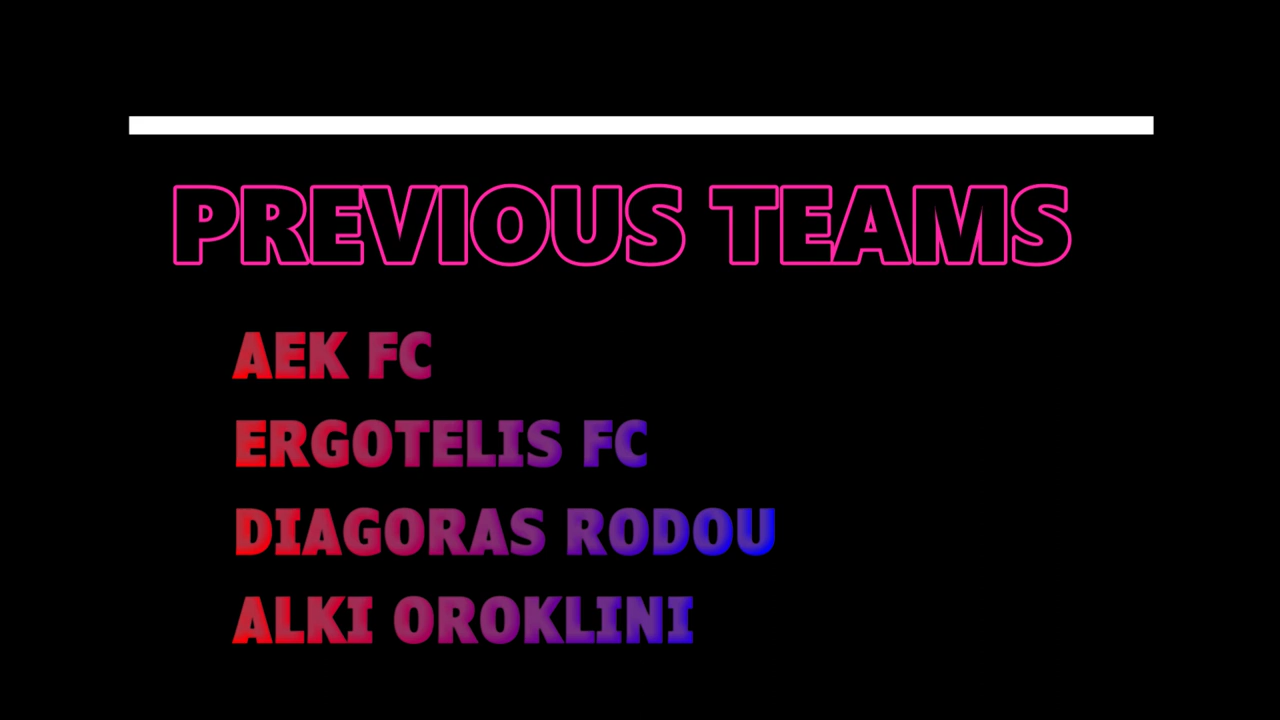 PREVIOUS TEAMS
AEK FC
ERGOTELIS FC
DIAGORAS RODOU
ALKI OROKLINI